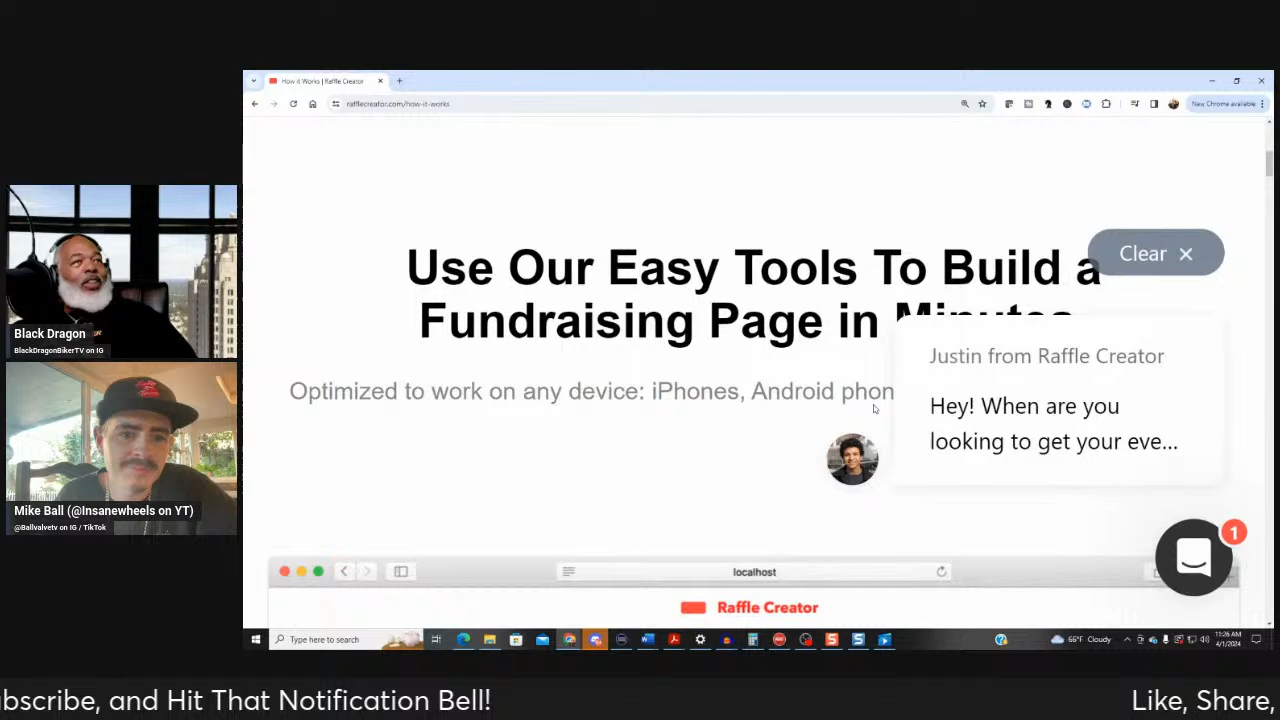 How it Works | Raffle Creator
rafflecreator.com/how-it-works
New Chrome available
Use Our Easy Tools To Build a
Fundraising Page in Minutes
Clear ×
Optimized to work on any device: iPhones, Android phon
Justin from Raffle Creator
Hey! When are you
looking to get your eve...
1
localhost
Raffle Creator
Black Dragon
BlackDragonBikerTV on IG
Mike Ball (@Insanewheels on YT)
@Ballvalvetv on IG / TikTok
Type here to search
66°F Cloudy
11:26 AM
4/1/2024
ubscribe, and Hit That Notification Bell!
Like, Share,